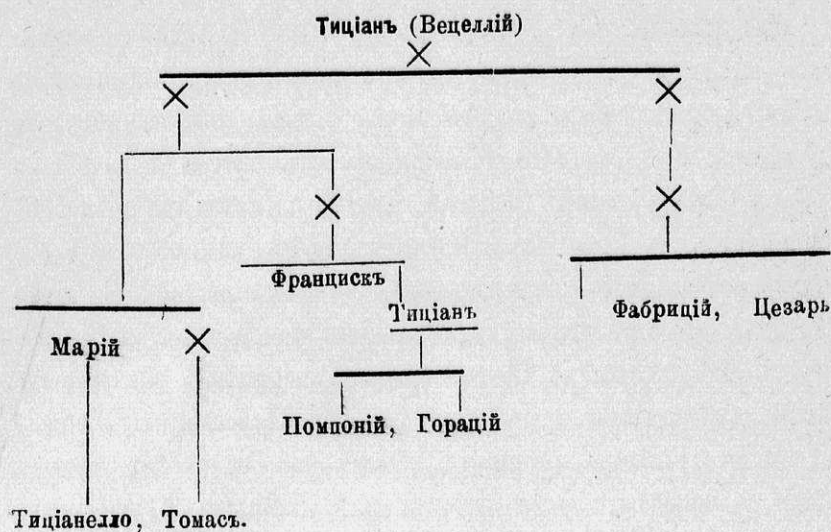 Тиціанъ (Вецеллій)
Францискъ
Тиціанъ
Фабрицій, Цезарь
Марій
Помпоній, Горацій
Тиціанелло, Томасъ.